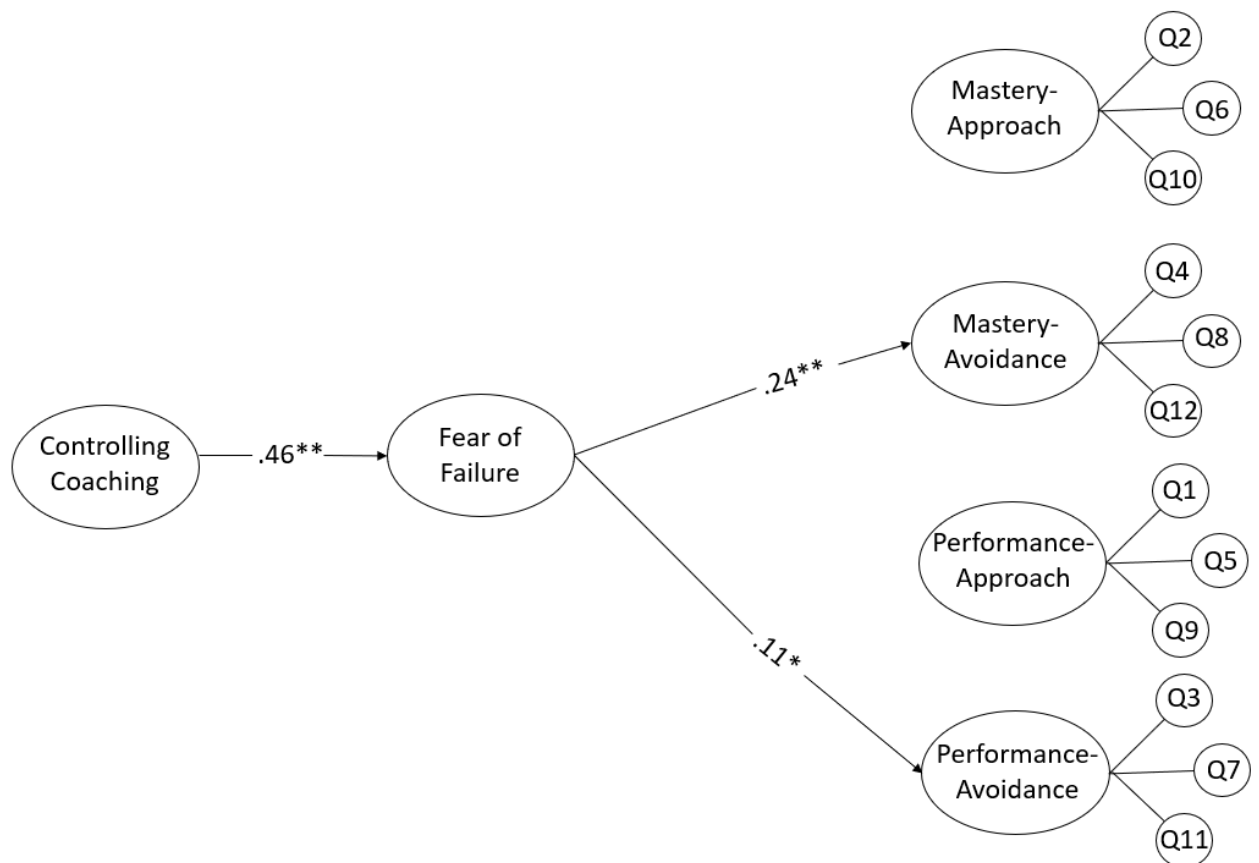 Q2
Mastery-
Approach
Q6
Q10
Q4
Mastery-
Avoidance
Q8
Q12
.24**
Controlling
Coaching
.46**
Fear of
Failure
Q1
Performance-
Approach
Q5
Q9
.11*
Q3
Performance-
Avoidance
Q7
Q11